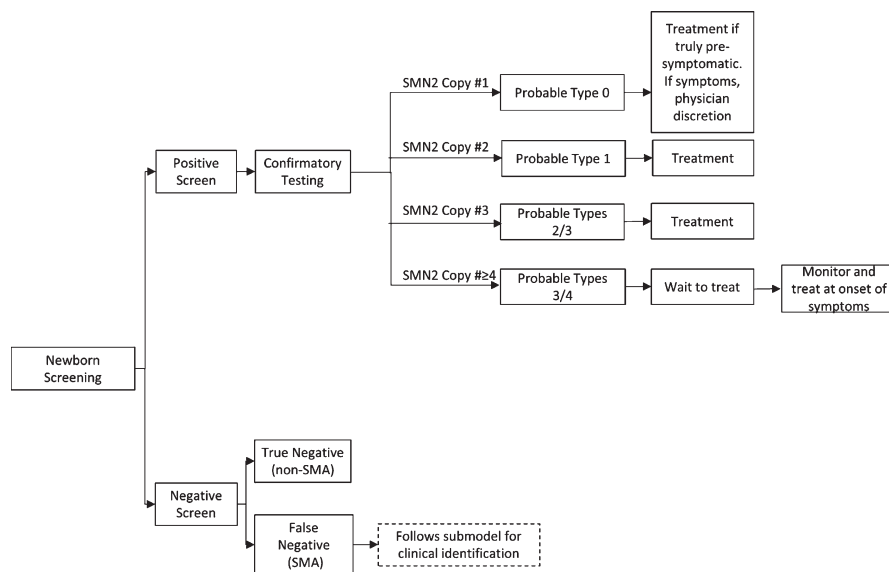 Treatment if
truly pre-
symptomatic.
If symptoms,
physician
discretion
SMN2 Copy #1
Probable Type 0
SMN2 Copy #2
Positive
Screen
Confirmatory
Testing
Probable Type 1
Treatment
SMN2 Copy #3
Probable Types
2/3
Treatment
SMN2 Copy #≥4
Probable Types
3/4
Wait to treat
Monitor and
treat at onset of
symptoms
Newborn
Screening
True Negative
(non-SMA)
Negative
Screen
False
Negative
(SMA)
Follows submodel for
clinical identification